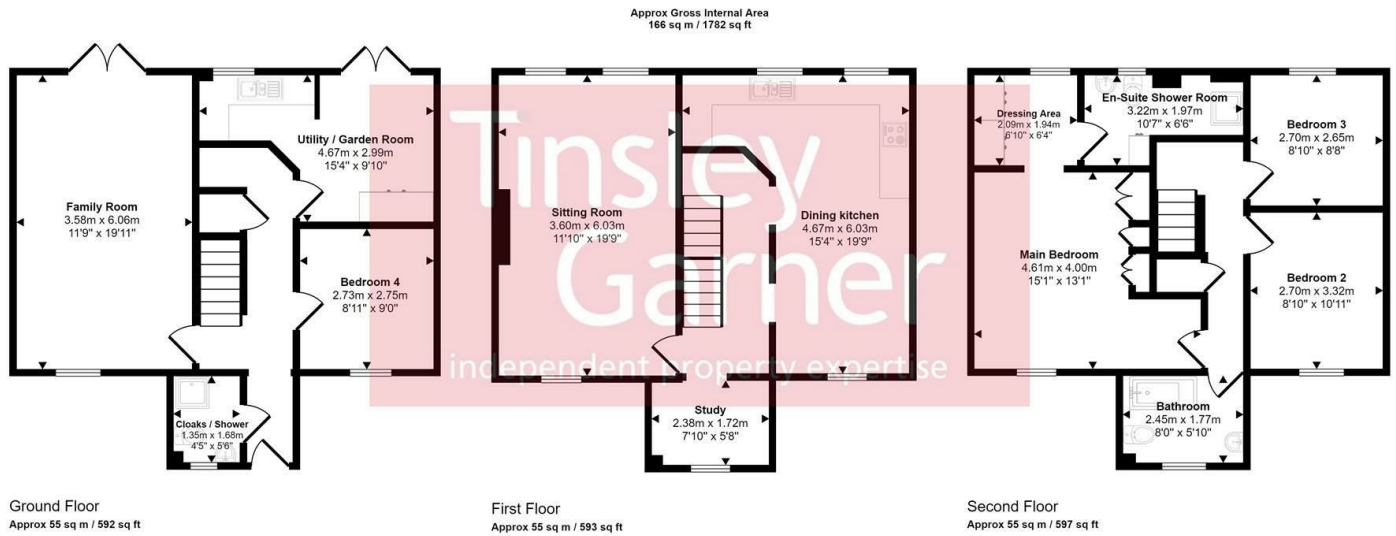 Approx Gross Internal Area
166 sq m / 1782 sq ft
Family Room
3.58m x 6.06m
11'9" x 19'11"
Utility / Garden Room
4.67m x 2.99m
15'4" x 9'10"
Bedroom 4
2.73m x 2.75m
8'11" x 9'0"
Cloaks / Shower
1.35m x 1.68m
4'5" x 5'6"
Ground Floor
Approx 55 sq m / 592 sq ft
Sitting Room
3.60m x 6.03m
11'10" x 19'9"
Dining kitchen
4.67m x 6.03m
15'4" x 19'9"
Study
2.38m x 1.72m
7'10" x 5'8"
First Floor
Approx 55 sq m / 593 sq ft
Dressing Area
2.09m x 1.94m
6'10" x 6'4"
En-Suite Shower Room
3.22m x 1.97m
10'7" x 6'6"
Bedroom 3
2.70m x 2.65m
8'10" x 8'8"
Main Bedroom
4.61m x 4.00m
15'1" x 13'1"
Bedroom 2
2.70m x 3.32m
8'10" x 10'11"
Bathroom
2.45m x 1.77m
8'0" x 5'10"
Second Floor
Approx 55 sq m / 597 sq ft
Tinsley
Garner
independent property expertise